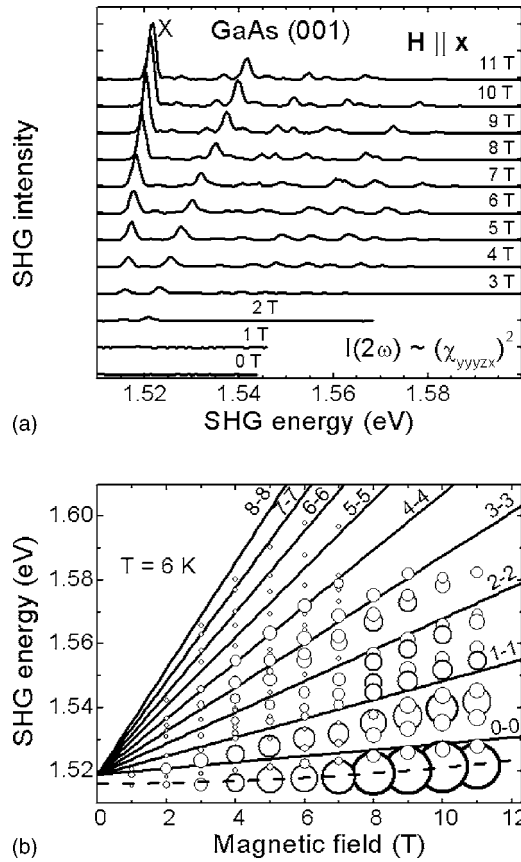 X GaAs (001) H || x
11 T
10 T
9 T
8 T
7 T
6 T
5 T
4 T
3 T
2 T
1 T
0 T
I(2ω) ~ (χyyyzx)²
SHG intensity
1.52 1.54 1.56 1.58
SHG energy (eV)
(a)
8-8
7-7
6-6
5-5
4-4
3-3
2-2
1-1
0-0
T = 6 K
1.60
1.58
1.56
1.54
1.52
SHG energy (eV)
0 2 4 6 8 10 12
Magnetic field (T)
(b)